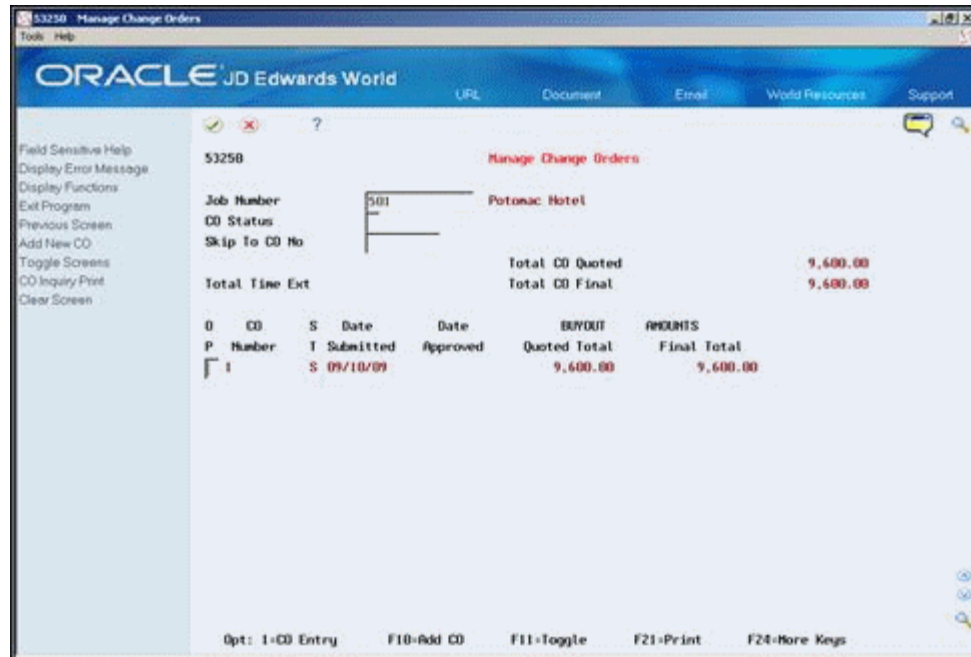 53250 Manage Change Orders
Tools Help
ORACLE JD Edwards World
URL Document Email World Resources Support
?
Field Sensitive Help
Display Error Message
Display Functions
Exit Program
Previous Screen
Add New CO
Toggle Screens
CO Inquiry Print
Clear Screen
53250 Manage Change Orders
Job Number 501 Potomac Hotel
CO Status
Skip To CO No
Total CO Quoted 9,600.00
Total Time Ext Total CO Final 9,600.00
O CO S Date Date BUYOUT AMOUNTS
P Number T Submitted Approved Quoted Total Final Total
1 S 09/10/09 9,600.00 9,600.00
Opt: 1=CO Entry F10=Add CO F11=Toggle F21=Print F24=More Keys